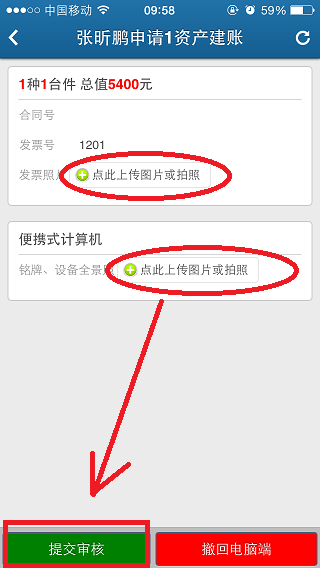 中国移动 09:58 59%
张昕鹏申请1资产建账
1种1台件 总值5400元
合同号
发票号 1201
发票照 点此上传图片或拍照
便携式计算机
铭牌、设备全景 点此上传图片或拍照
提交审核 撤回电脑端